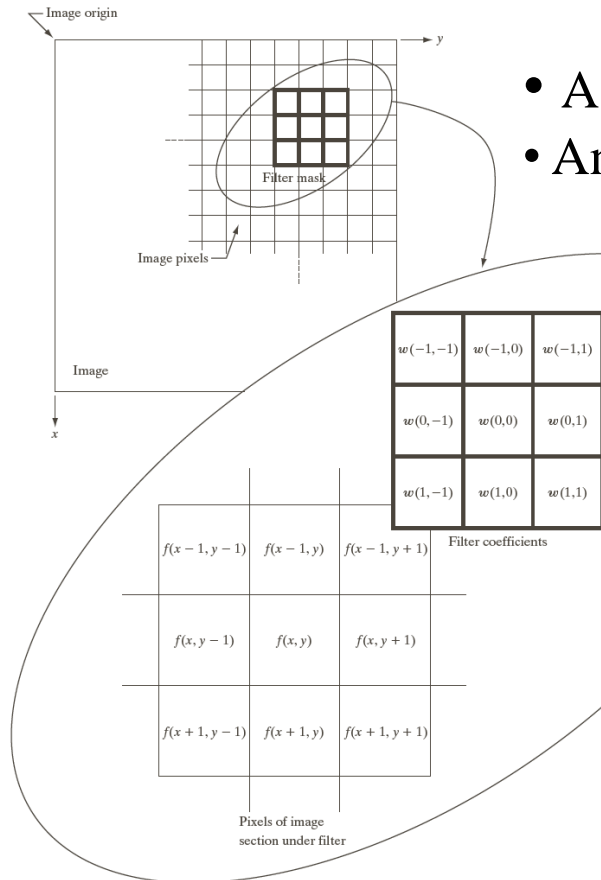 Image origin
y
• A
Filter mask
Image pixels
Image
x
w(−1,−1) w(−1,0) w(−1,1)
w(0,−1) w(0,0) w(0,1)
w(1,−1) w(1,0) w(1,1)
Filter coefficients
f(x − 1, y − 1) f(x − 1, y) f(x − 1, y + 1)
f(x, y − 1) f(x, y) f(x, y + 1)
f(x + 1, y − 1) f(x + 1, y) f(x + 1, y + 1)
Pixels of image
section under filter